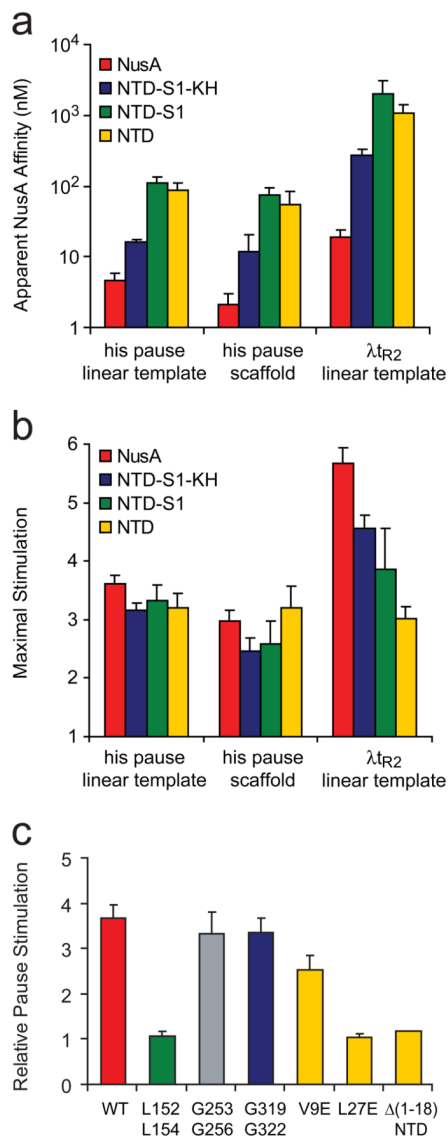 a
Apparent NusA Affinity (nM)
10⁴
10³
10²
10
1
NusA
NTD-S1-KH
NTD-S1
NTD
his pause
linear template
his pause
scaffold
λtR2
linear template
b
Maximal Stimulation
6
5
4
3
2
1
NusA
NTD-S1-KH
NTD-S1
NTD
his pause
linear template
his pause
scaffold
λtR2
linear template
c
Relative Pause Stimulation
5
4
3
2
1
0
WT L152 G253 G319 V9E L27E Δ(1-18)
L154 G256 G322 NTD